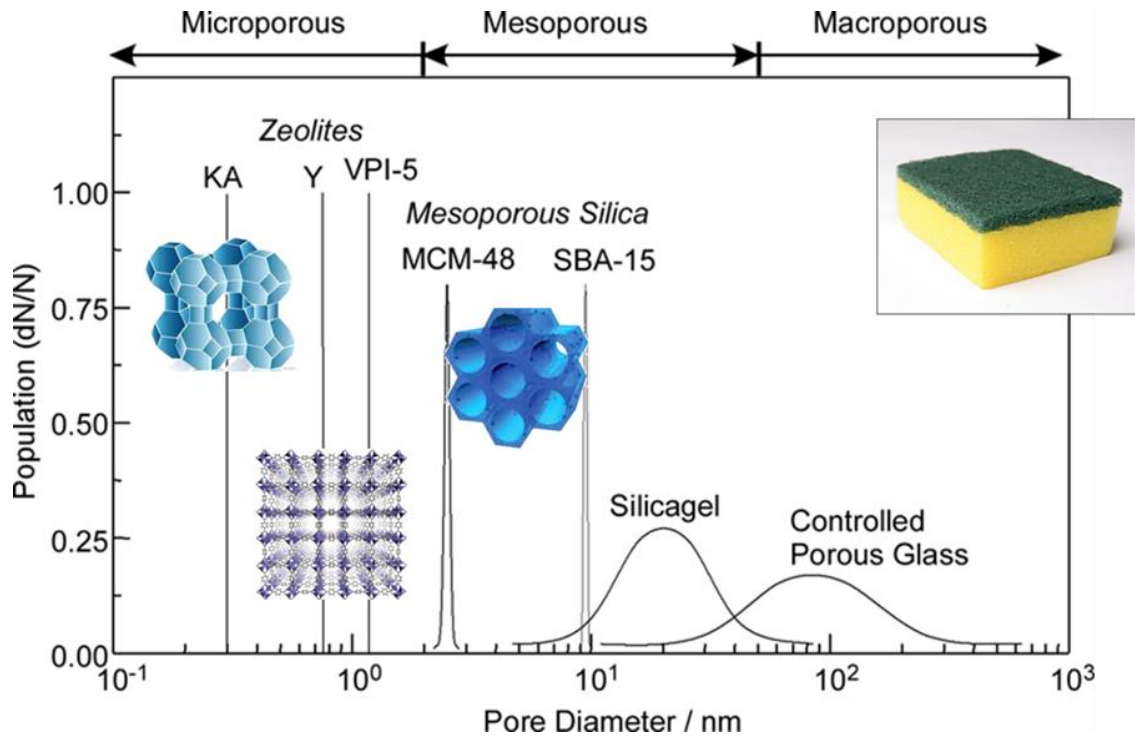 Microporous
Mesoporous
Macroporous
Zeolites
KA
Y
VPI-5
Mesoporous Silica
MCM-48
SBA-15
Silicagel
Controlled
Porous Glass
Population (dN/N)
1.00
0.75
0.50
0.25
0.00
10⁻¹
10⁰
10¹
10²
10³
Pore Diameter / nm